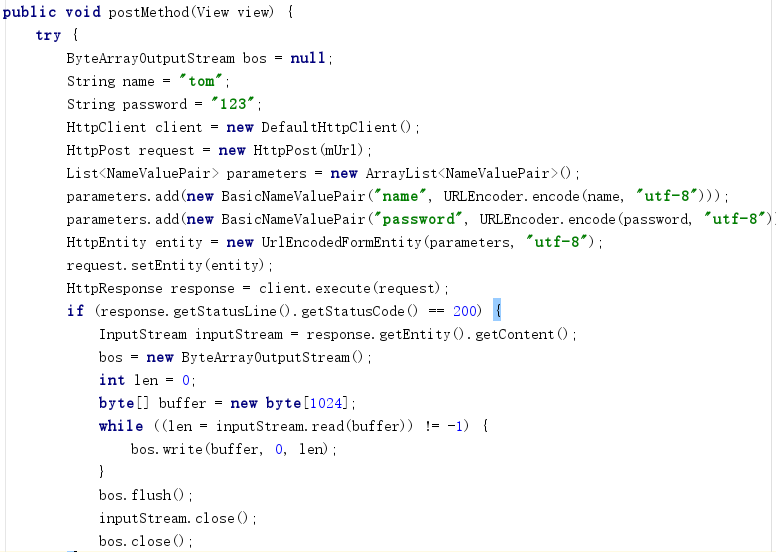 public void postMethod(View view) {
try {
ByteArrayOutputStream bos = null;
String name = "tom";
String password = "123";
HttpClient client = new DefaultHttpClient();
HttpPost request = new HttpPost(mUrl);
List<NameValuePair> parameters = new ArrayList<NameValuePair>();
parameters.add(new BasicNameValuePair("name", URLEncoder.encode(name, "utf-8")));
parameters.add(new BasicNameValuePair("password", URLEncoder.encode(password, "utf-8")
HttpEntity entity = new UrlEncodedFormEntity(parameters, "utf-8");
request.setEntity(entity);
HttpResponse response = client.execute(request);
if (response.getStatusLine().getStatusCode() == 200) {
InputStream inputStream = response.getEntity().getContent();
bos = new ByteArrayOutputStream();
int len = 0;
byte[] buffer = new byte[1024];
while ((len = inputStream.read(buffer)) != -1) {
bos.write(buffer, 0, len);
}
bos.flush();
inputStream.close();
bos.close();